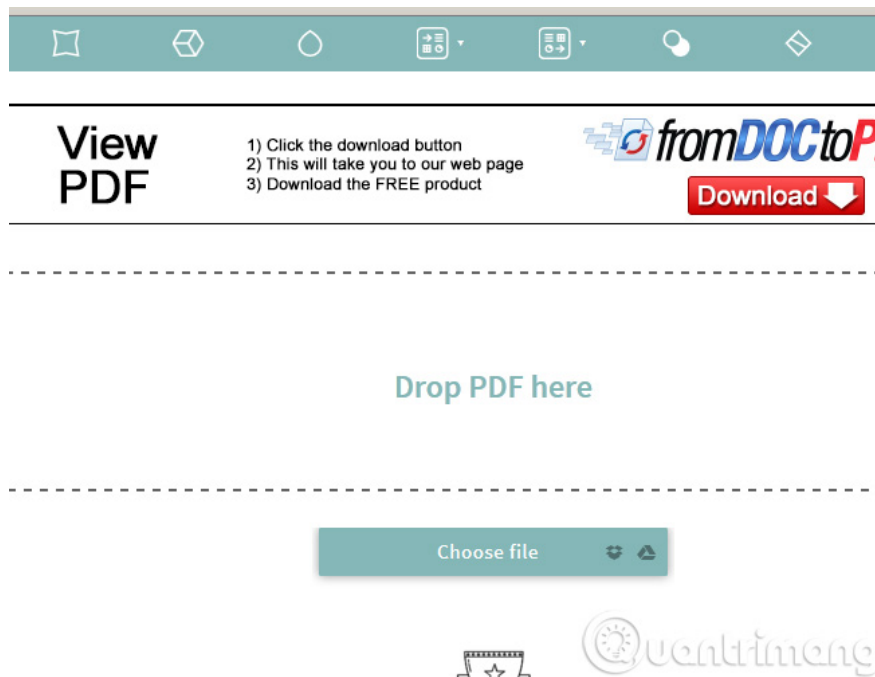 View
PDF
1) Click the download button
2) This will take you to our web page
3) Download the FREE product
fromDOCtoP
Download
Drop PDF here
Choose file
Quantrimang